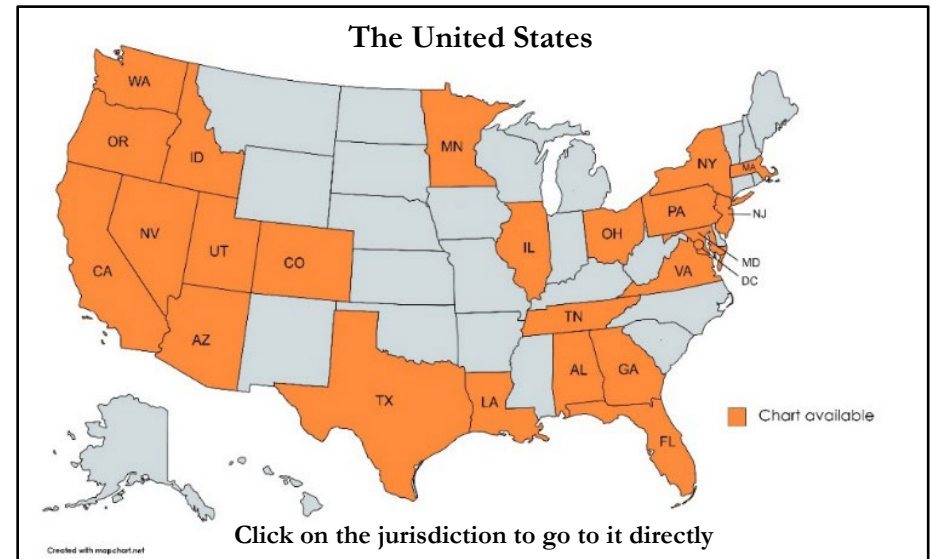 The United States
WA
OR
ID
MN
NY
MA
NV
UT
CO
CA
IL
OH
PA
NJ
MD
DC
VA
AZ
TN
TX
LA
AL
GA
FL
Chart available
Click on the jurisdiction to go to it directly
Created with mapchart.net